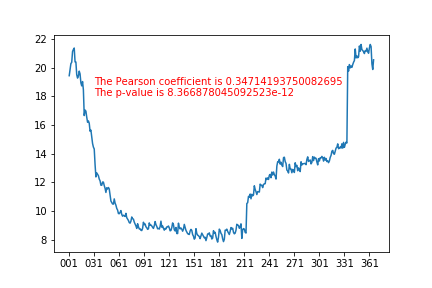 22
20
18
16
14
12
10
8
The Pearson coefficient is 0.34714193750082695
The p-value is 8.366878045092523e-12
001 031 061 091 121 151 181 211 241 271 301 331 361